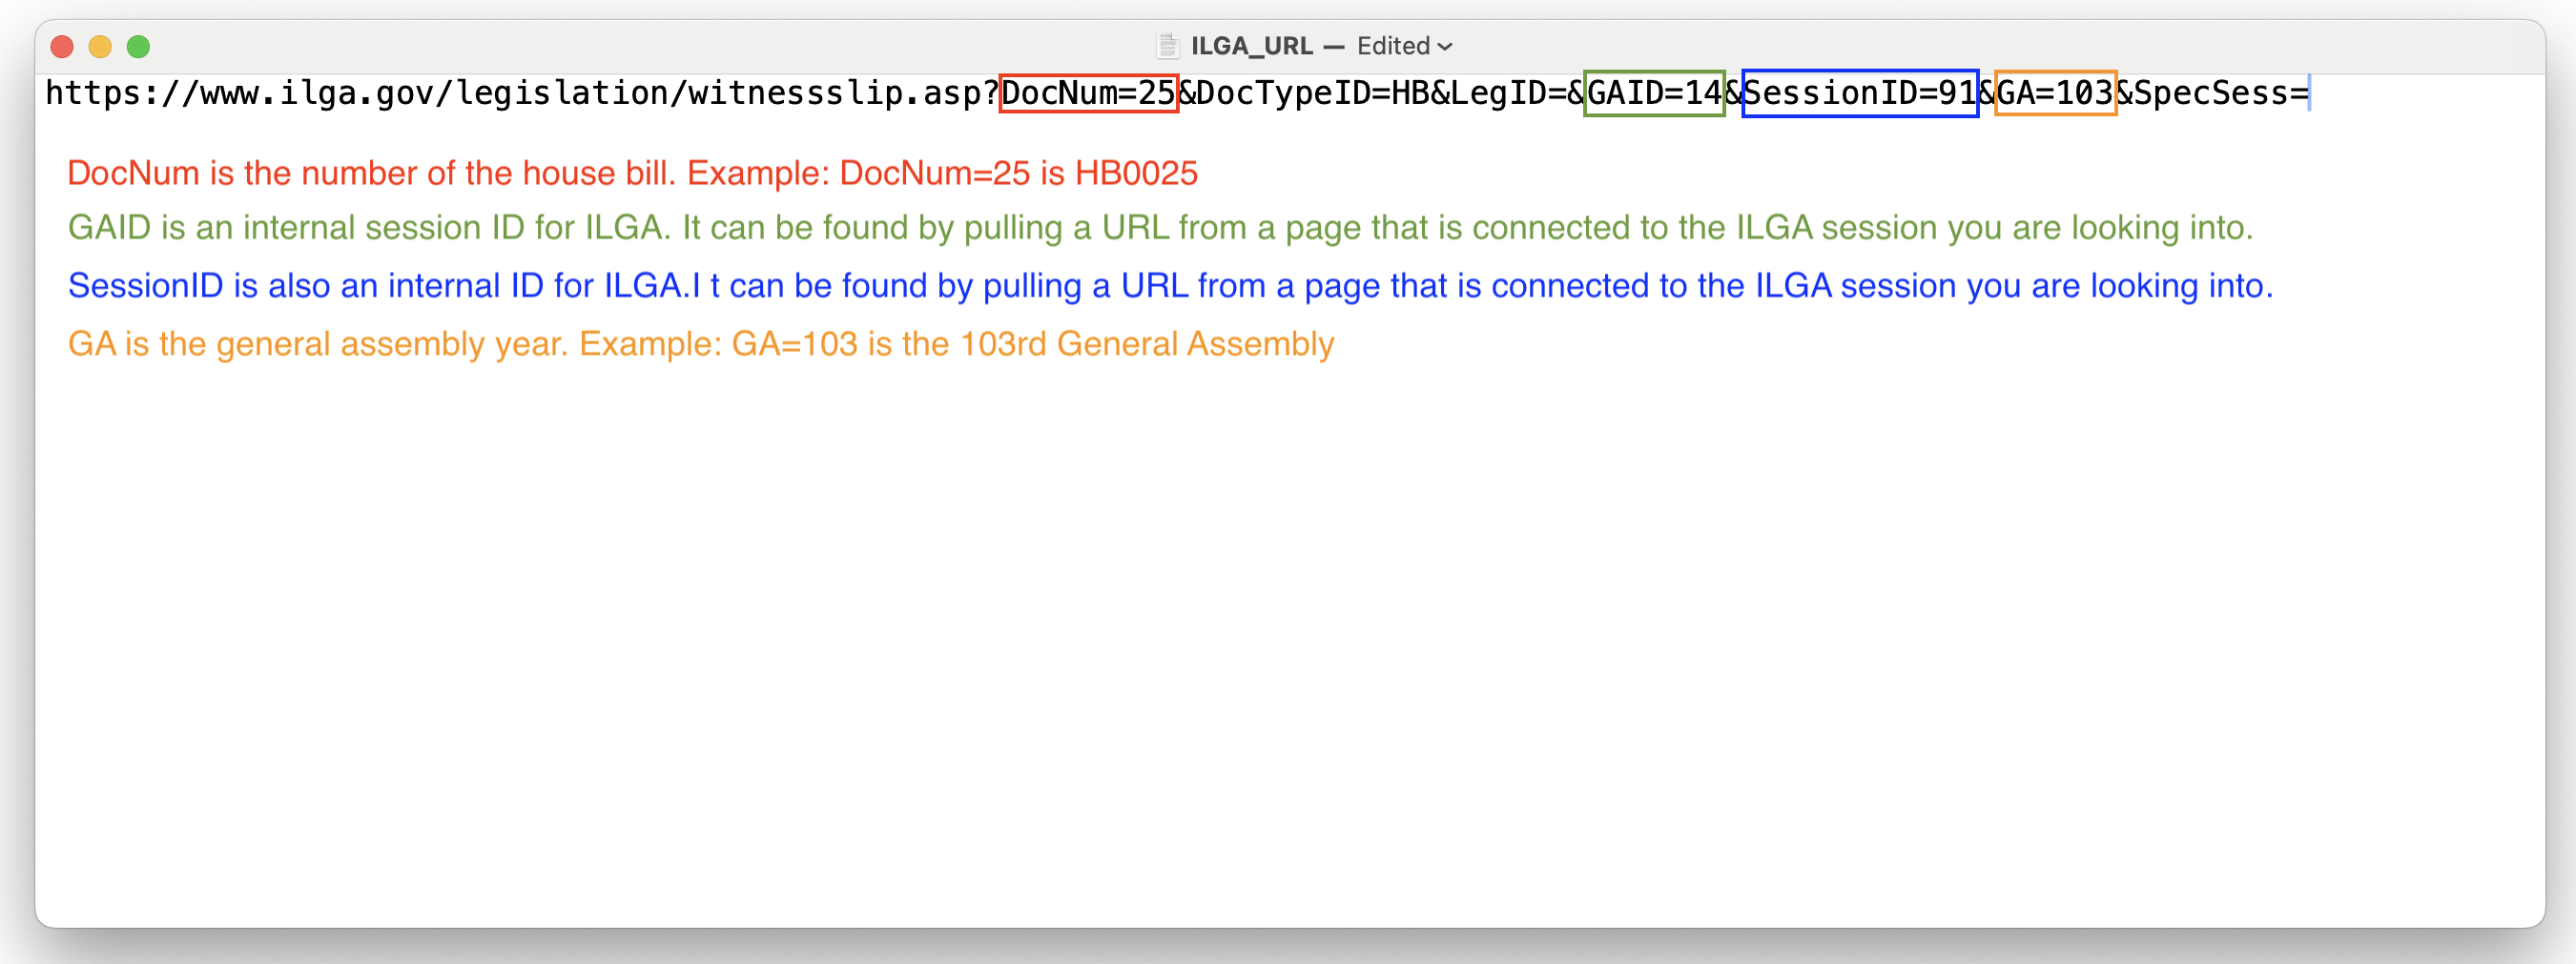 ILGA_URL — Edited
https://www.ilga.gov/legislation/witnessslip.asp?DocNum=25&DocTypeID=HB&LegID=&GAID=14&SessionID=91&GA=103&SpecSess=
DocNum is the number of the house bill. Example: DocNum=25 is HB0025
GAID is an internal session ID for ILGA. It can be found by pulling a URL from a page that is connected to the ILGA session you are looking into.
SessionID is also an internal ID for ILGA.I t can be found by pulling a URL from a page that is connected to the ILGA session you are looking into.
GA is the general assembly year. Example: GA=103 is the 103rd General Assembly